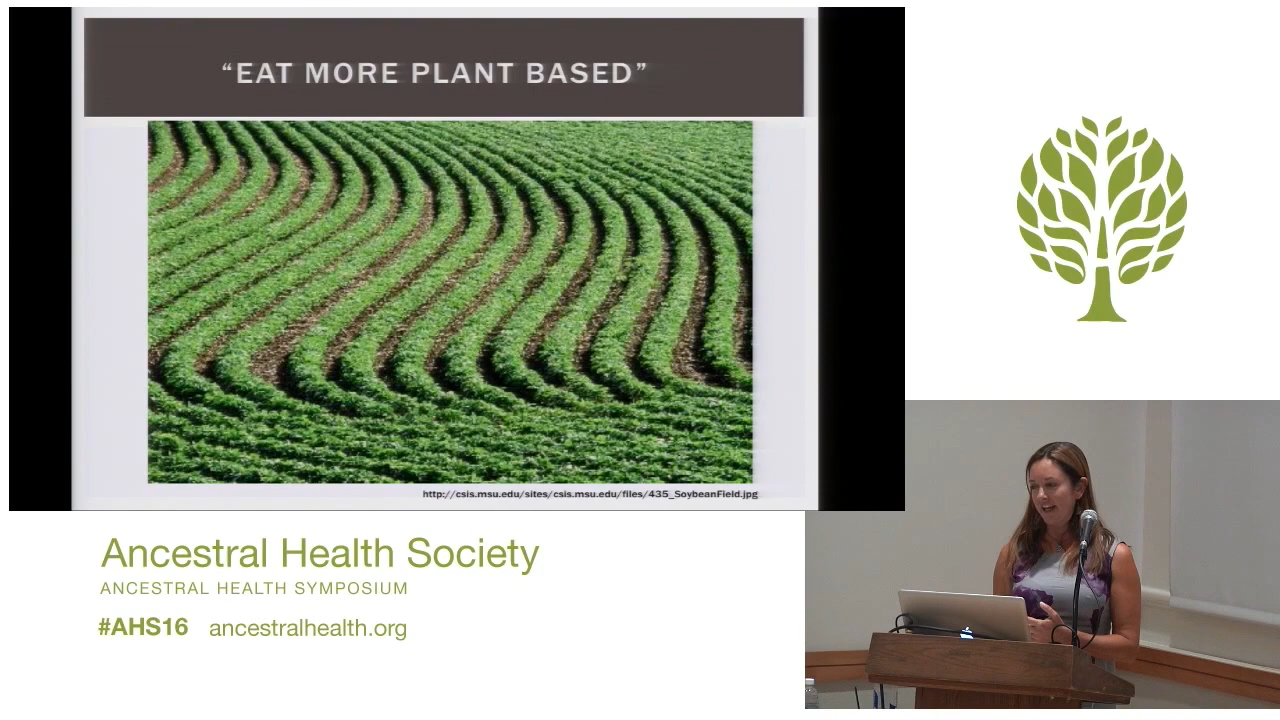 “EAT MORE PLANT BASED”
http://csis.msu.edu/sites/csis.msu.edu/files/435_SoybeanField.jpg
Ancestral Health Society
ANCESTRAL HEALTH SYMPOSIUM
#AHS16 ancestralhealth.org